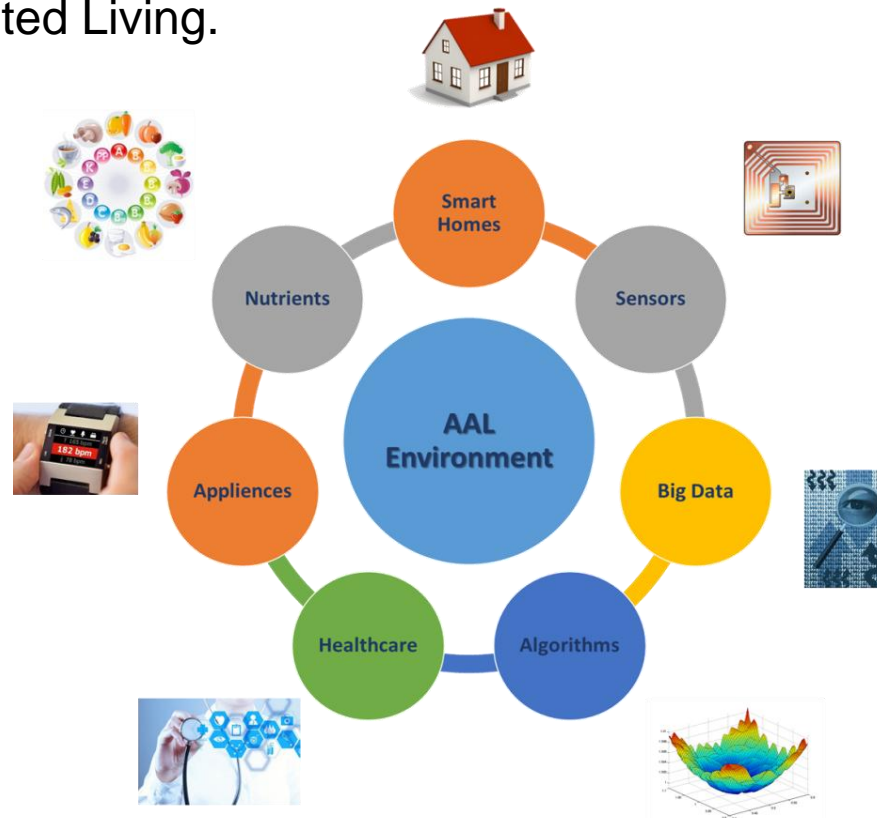 ted Living.
Smart
Homes
Nutrients
Sensors
AAL
Environment
182 bpm
Appliences
Big Data
Healthcare
Algorithms